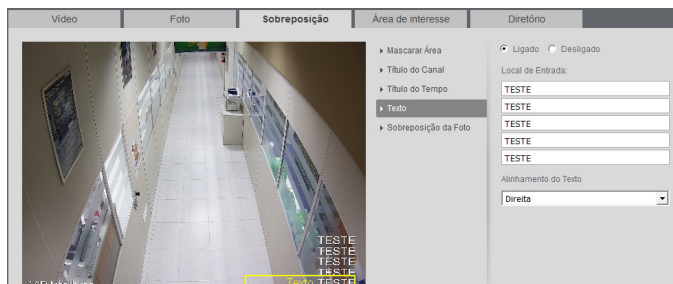 Vídeo
Foto
Sobreposição
Área de interesse
Diretório
Mascarar Área
Título do Canal
Título do Tempo
Texto
Sobreposição da Foto
Ligado
Desligado
Local de Entrada:
TESTE
TESTE
TESTE
TESTE
TESTE
Alinhamento do Texto
Direita
TESTE
TESTE
TESTE
TESTE
Texto TESTE